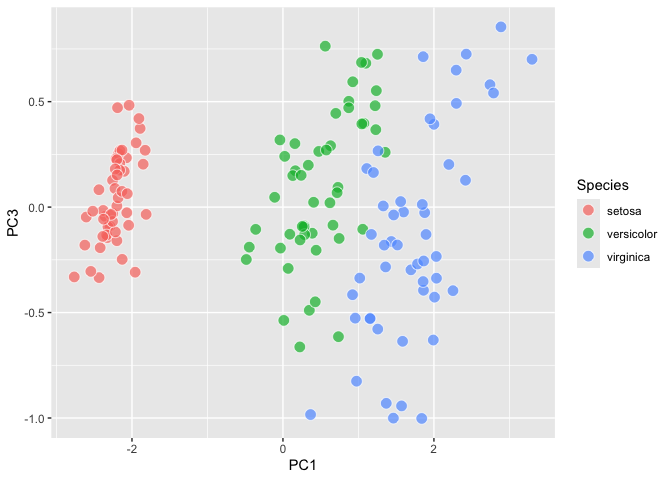 PC3
0.5
0.0
-0.5
-1.0
-2
0
2
PC1
Species
setosa
versicolor
virginica